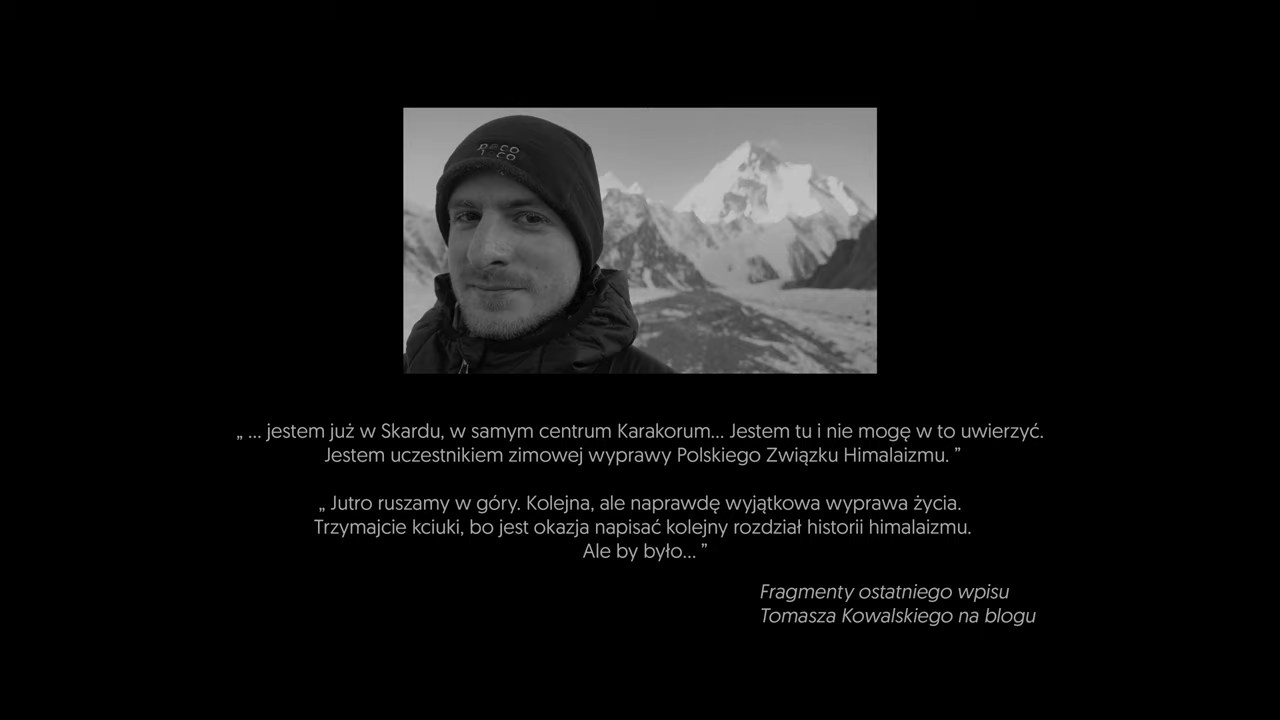 „ ... jestem już w Skardu, w samym centrum Karakorum... Jestem tu i nie mogę w to uwierzyć.
Jestem uczestnikiem zimowej wyprawy Polskiego Związku Himalaizmu. ”
„ Jutro ruszamy w góry. Kolejna, ale naprawdę wyjątkowa wyprawa życia.
Trzymajcie kciuki, bo jest okazja napisać kolejny rozdział historii himalaizmu.
Ale by było... ”
Fragmenty ostatniego wpisu
Tomasza Kowalskiego na blogu